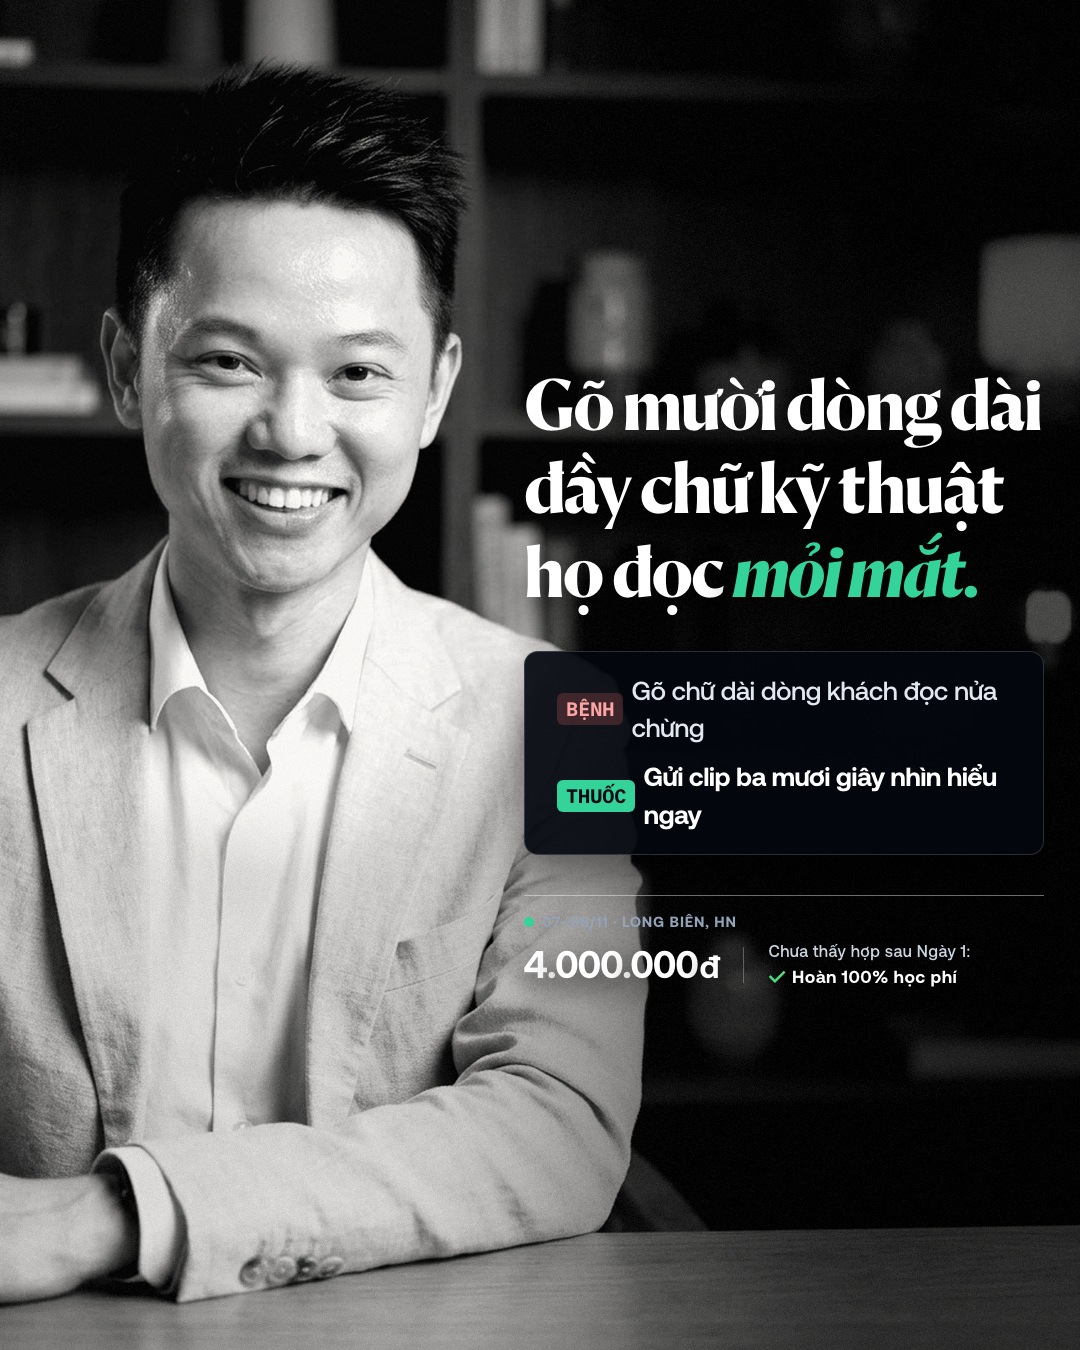 Gõ mười dòng dài
đầy chữ kỹ thuật
họ đọc mỏi mắt.
BỆNH
Gõ chữ dài dòng khách đọc nửa
chừng
THUỐC
Gửi clip ba mươi giây nhìn hiểu
ngay
· LONG BIÊN, HN
4.000.000đ
Chưa thấy hợp sau Ngày 1:
✓ Hoàn 100% học phí